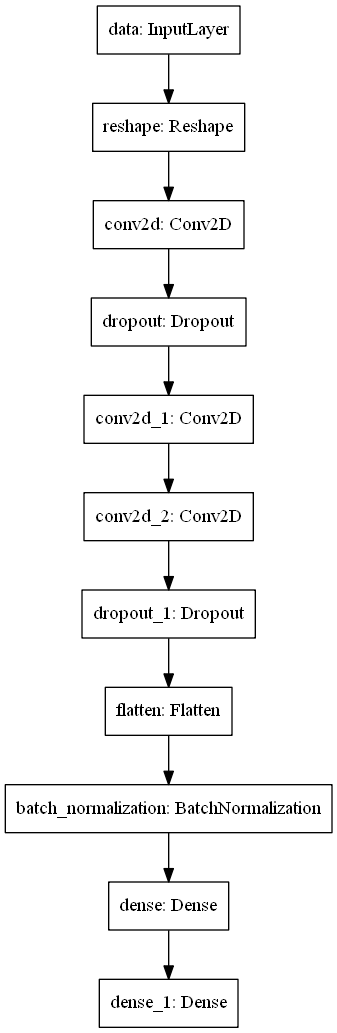 data: InputLayer
reshape: Reshape
conv2d: Conv2D
dropout: Dropout
conv2d_1: Conv2D
conv2d_2: Conv2D
dropout_1: Dropout
flatten: Flatten
batch_normalization: BatchNormalization
dense: Dense
dense_1: Dense